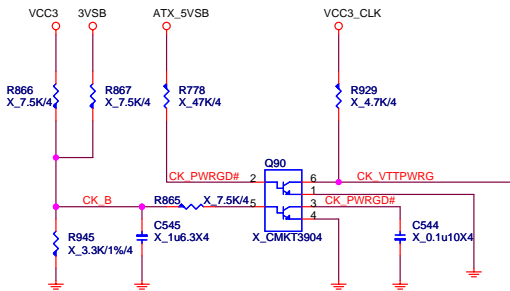 VCC3
3VSB
ATX_5VSB
VCC3_CLK
R866
X_7.5K/4
R867
X_7.5K/4
R778
X_47K/4
R929
X_4.7K/4
Q90
CK_PWRGD#
2
6
CK_VTTPWRG
1
CK_B
R865
X_7.5K/4
5
3
CK_PWRGD#
4
R945
X_3.3K/1%/4
C545
X_1u6.3X4
X_CMKT3904
C544
X_0.1u10X4